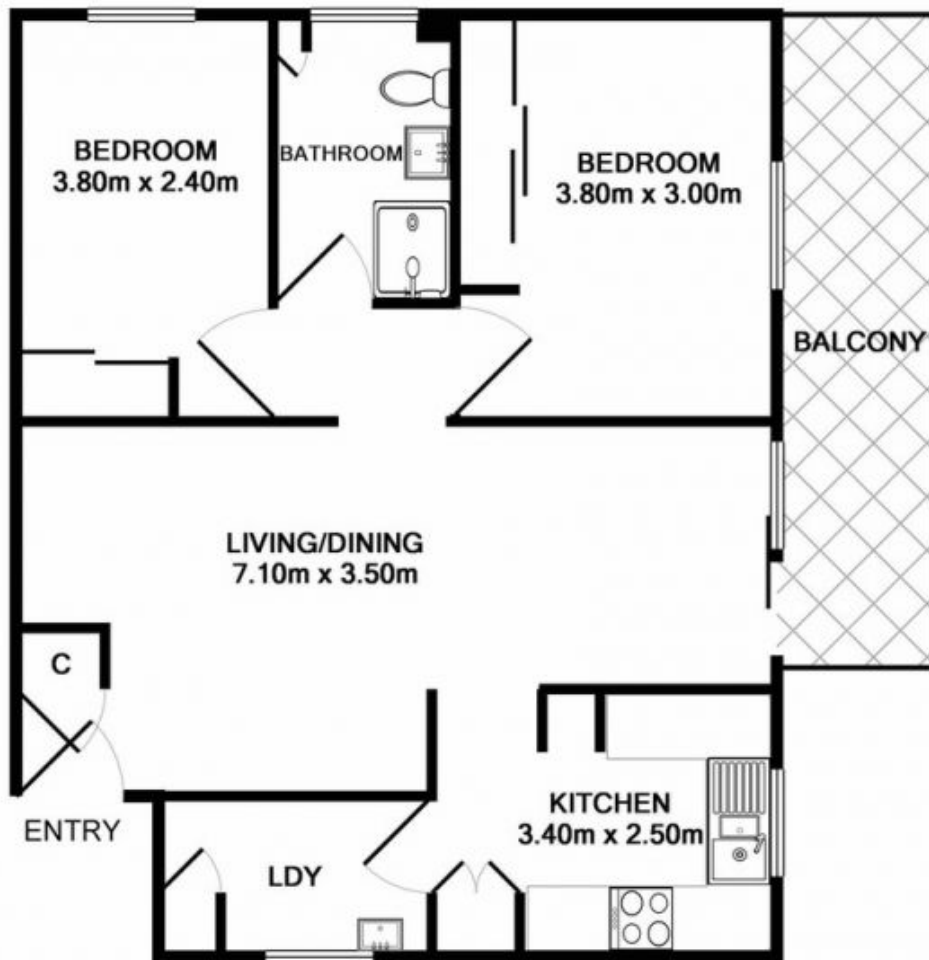 BEDROOM
3.80m x 2.40m
BATHROOM
BEDROOM
3.80m x 3.00m
BALCONY
LIVING/DINING
7.10m x 3.50m
C
ENTRY
KITCHEN
3.40m x 2.50m
LDY